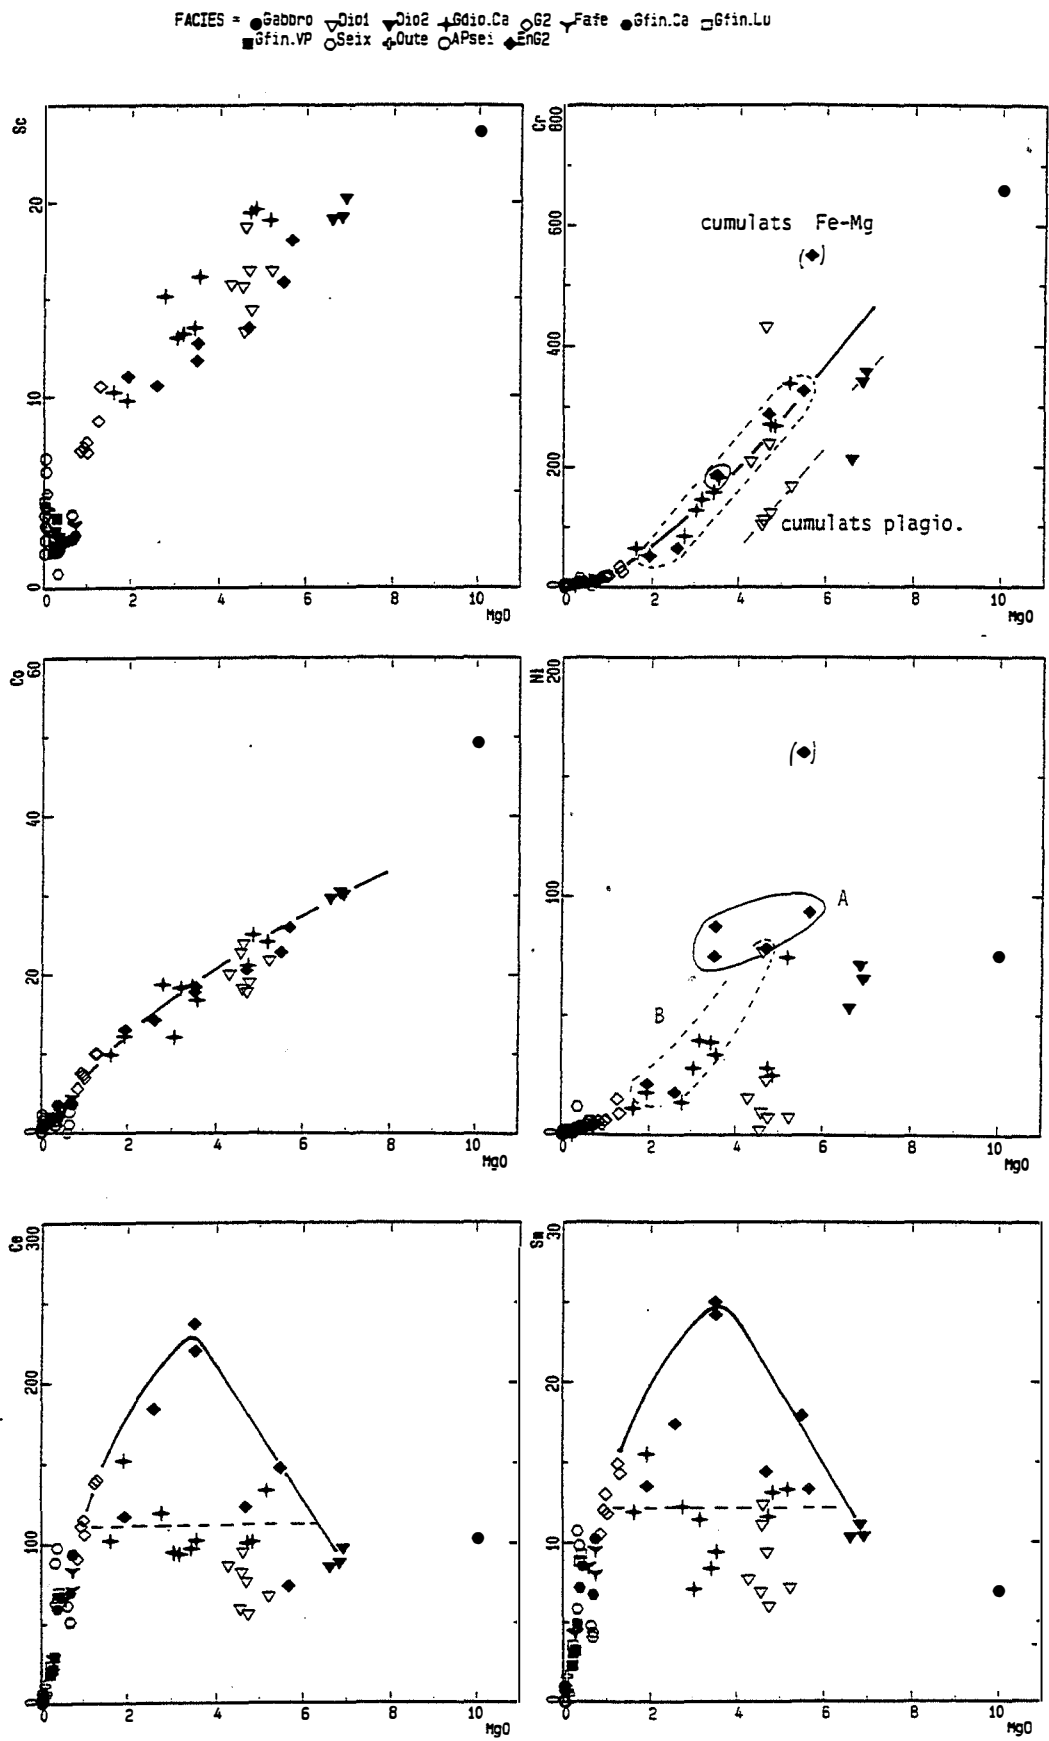 FACIES = Gabbro Dio1 Dio2 Gdio.Ca G2 Fafe Gfin.Ca Gfin.Lu
Gfin.VP Seix Oute APsei EnG2
Sc
20
10
0
0 2 4 6 8 10
MgO
Cr
800
600
400
200
0
cumulats Fe-Mg
cumulats plagio.
0 2 4 6 8 10
MgO
Co
60
40
20
0
0 2 4 6 8 10
MgO
Ni
200
100
0
A
B
0 2 4 6 8 10
MgO
Ce
300
200
100
0
0 2 4 6 8 10
MgO
Sm
30
20
10
0
0 2 4 6 8 10
MgO